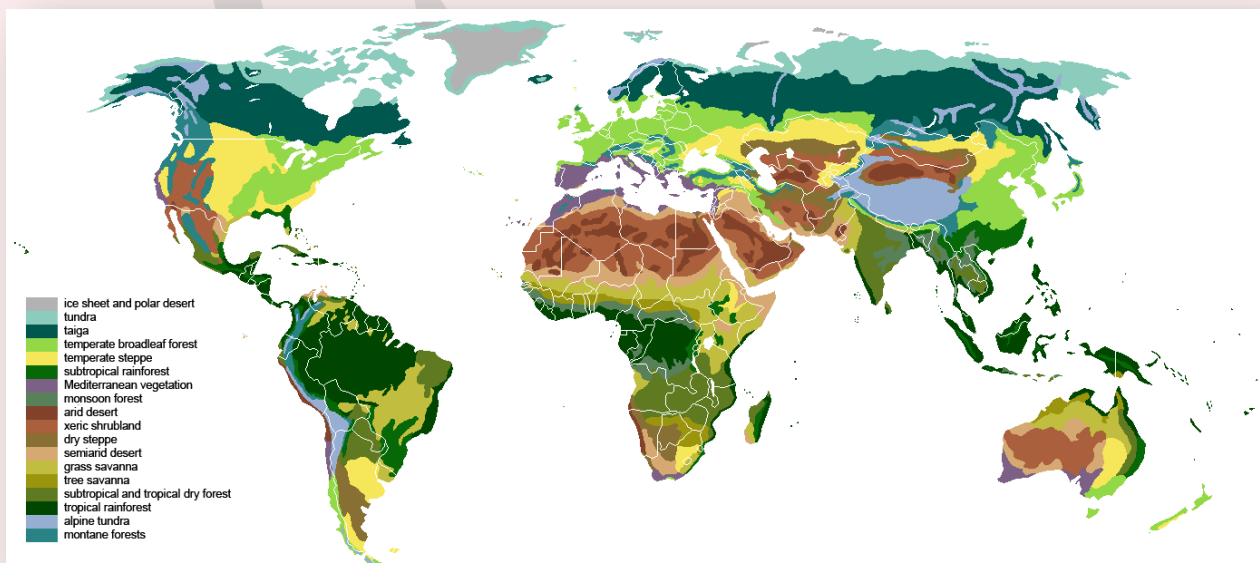 ice sheet and polar desert
tundra
taiga
temperate broadleaf forest
temperate steppe
subtropical rainforest
Mediterranean vegetation
monsoon forest
arid desert
xeric shrubland
dry steppe
semiarid desert
grass savanna
tree savanna
subtropical and tropical dry forest
tropical rainforest
alpine tundra
montane forests